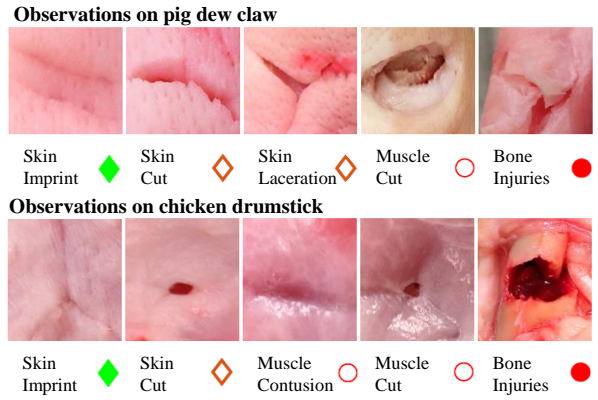 Observations on pig dew claw
Skin Imprint
Skin Cut
Skin Laceration
Muscle Cut
Bone Injuries
Observations on chicken drumstick
Skin Imprint
Skin Cut
Muscle Contusion
Muscle Cut
Bone Injuries